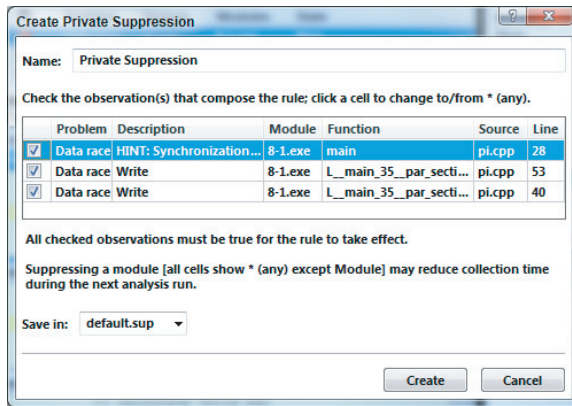 Create Private Suppression
Name: Private Suppression
Check the observation(s) that compose the rule; click a cell to change to/from * (any).
Problem Description Module Function Source Line
Data race HINT: Synchronization... 8-1.exe main pi.cpp 28
Data race Write 8-1.exe L__main_35__par_secti... pi.cpp 53
Data race Write 8-1.exe L__main_35__par_secti... pi.cpp 40
All checked observations must be true for the rule to take effect.
Suppressing a module [all cells show * (any) except Module] may reduce collection time
during the next analysis run.
Save in: default.sup
Create Cancel